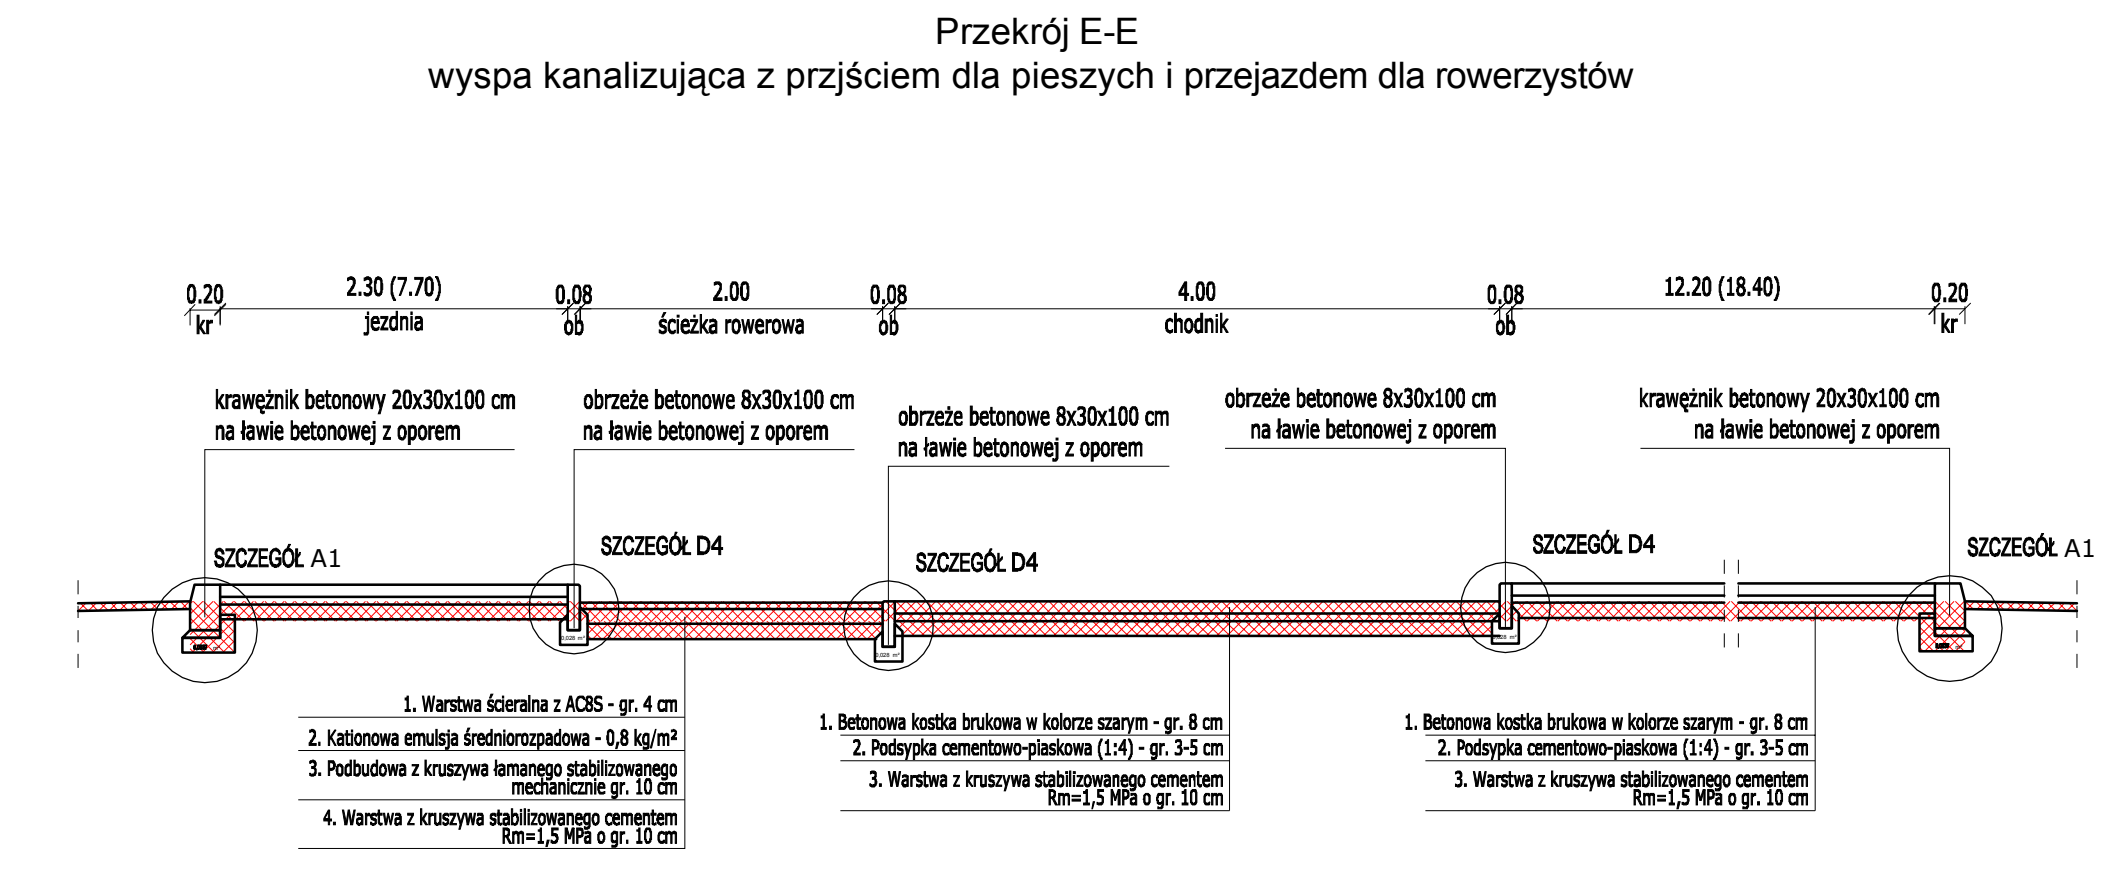 Przekrój E-E
wyspa kanalizująca z przjściem dla pieszych i przejazdem dla rowerzystów
0.20 2.30 (7.70) 0.08 2.00 0.08 4.00 0.08 12.20 (18.40) 0.20
kr jezdnia ob ścieżka rowerowa ob chodnik ob kr
krawężnik betonowy 20x30x100 cm
na ławie betonowej z oporem
obrzeże betonowe 8x30x100 cm
na ławie betonowej z oporem
obrzeże betonowe 8x30x100 cm
na ławie betonowej z oporem
obrzeże betonowe 8x30x100 cm
na ławie betonowej z oporem
krawężnik betonowy 20x30x100 cm
na ławie betonowej z oporem
SZCZEGÓŁ A1
SZCZEGÓŁ D4
SZCZEGÓŁ D4
SZCZEGÓŁ D4
SZCZEGÓŁ A1
0,028 m²
0,028 m²
0,028 m²
1. Warstwa ścieralna z AC8S - gr. 4 cm
2. Kationowa emulsja średniorozpadowa - 0,8 kg/m²
3. Podbudowa z kruszywa łamanego stabilizowanego
mechanicznie gr. 10 cm
4. Warstwa z kruszywa stabilizowanego cementem
Rm=1,5 MPa o gr. 10 cm
1. Betonowa kostka brukowa w kolorze szarym - gr. 8 cm
2. Podsypka cementowo-piaskowa (1:4) - gr. 3-5 cm
3. Warstwa z kruszywa stabilizowanego cementem
Rm=1,5 MPa o gr. 10 cm
1. Betonowa kostka brukowa w kolorze szarym - gr. 8 cm
2. Podsypka cementowo-piaskowa (1:4) - gr. 3-5 cm
3. Warstwa z kruszywa stabilizowanego cementem
Rm=1,5 MPa o gr. 10 cm